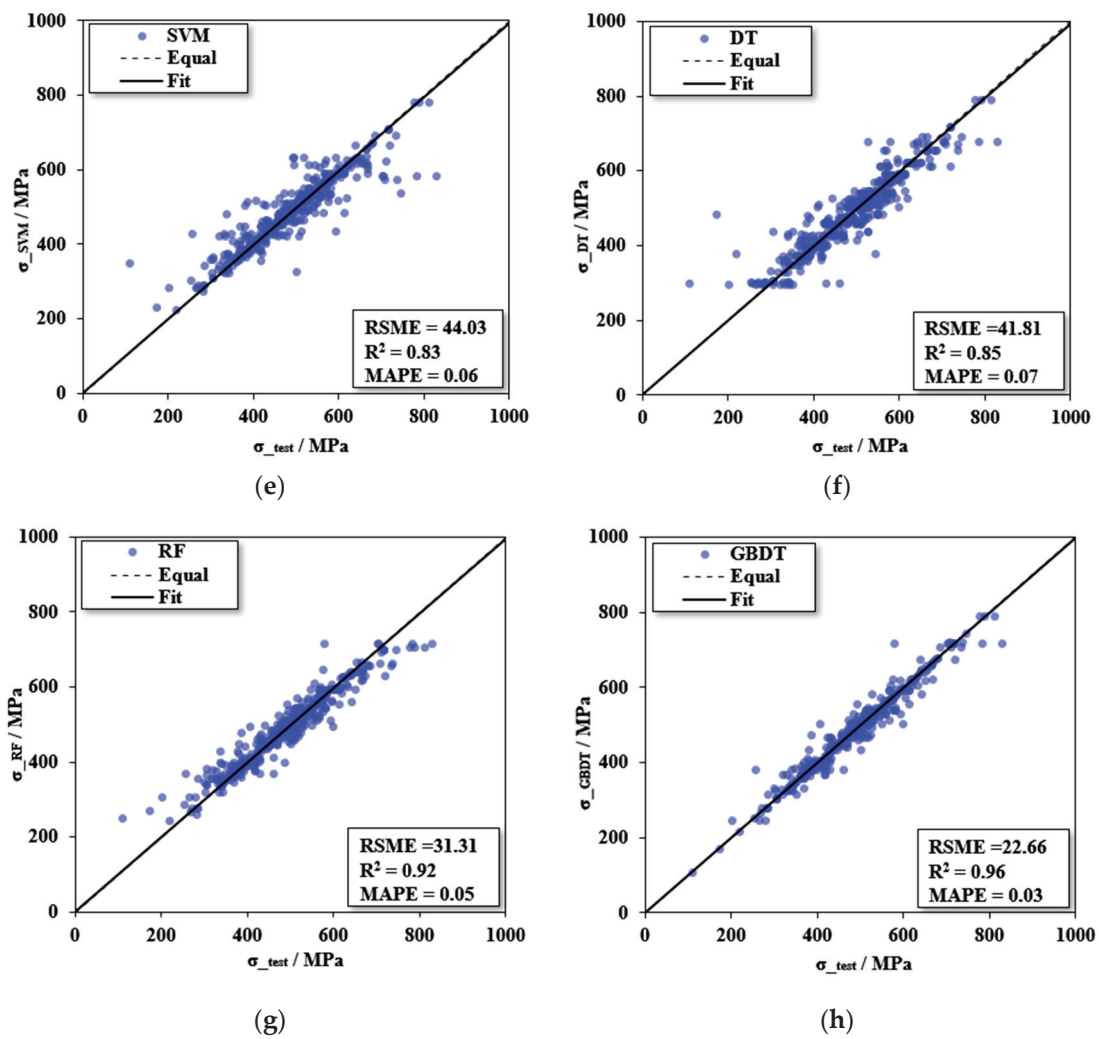 1000
800
600
400
200
0
σ_SVM / MPa
SVM
Equal
Fit
RSME = 44.03
R² = 0.83
MAPE = 0.06
0 200 400 600 800 1000
σ_test / MPa
(e)
1000
800
600
400
200
0
σ_DT / MPa
DT
Equal
Fit
RSME =41.81
R² = 0.85
MAPE = 0.07
0 200 400 600 800 1000
σ_test / MPa
(f)
1000
800
600
400
200
0
σ_RF / MPa
RF
Equal
Fit
RSME =31.31
R² = 0.92
MAPE = 0.05
0 200 400 600 800 1000
σ_test / MPa
(g)
1000
800
600
400
200
0
σ_GBDT / MPa
GBDT
Equal
Fit
RSME =22.66
R² = 0.96
MAPE = 0.03
0 200 400 600 800 1000
σ_test / MPa
(h)